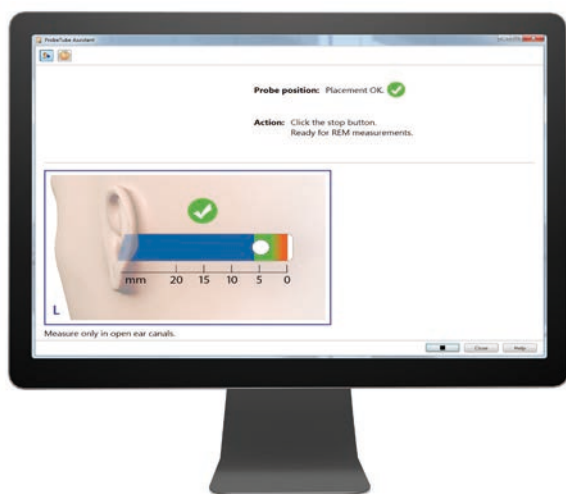 ProbeTube Assistant
Probe position: Placement OK.
Action: Click the stop button.
Ready for REM measurements.
mm 20 15 10 5 0
L
Measure only in open ear canals.
Close Help